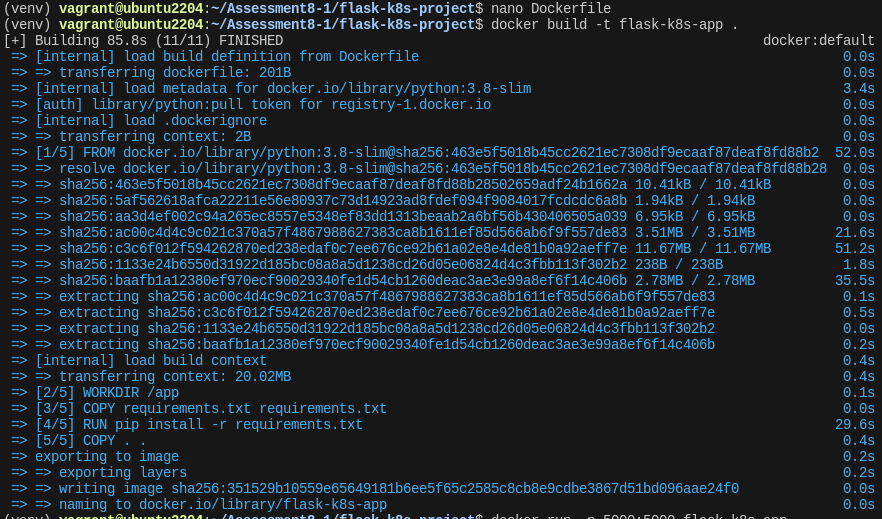 (venv) vagrant@ubuntu2204:~/Assessment8-1/flask-k8s-project$ nano Dockerfile
(venv) vagrant@ubuntu2204:~/Assessment8-1/flask-k8s-project$ docker build -t flask-k8s-app .
[+] Building 85.8s (11/11) FINISHED docker:default
=> [internal] load build definition from Dockerfile 0.0s
=> => transferring dockerfile: 201B 0.0s
=> [internal] load metadata for docker.io/library/python:3.8-slim 3.4s
=> [auth] library/python:pull token for registry-1.docker.io 0.0s
=> [internal] load .dockerignore 0.0s
=> => transferring context: 2B 0.0s
=> [1/5] FROM docker.io/library/python:3.8-slim@sha256:463e5f5018b45cc2621ec7308df9ecaaf87deaf8fd88b2 52.0s
=> => resolve docker.io/library/python:3.8-slim@sha256:463e5f5018b45cc2621ec7308df9ecaaf87deaf8fd88b28 0.0s
=> => sha256:463e5f5018b45cc2621ec7308df9ecaaf87deaf8fd88b28502659adf24b1662a 10.41kB / 10.41kB 0.0s
=> => sha256:5af562618afca22211e56e80937c73d14923ad8fdef094f9084017fcdcdc6a8b 1.94kB / 1.94kB 0.0s
=> => sha256:aa3d4ef002c94a265ec8557e5348ef83dd1313beaab2a6bf56b430406505a039 6.95kB / 6.95kB 0.0s
=> => sha256:ac00c4d4c9c021c370a57f4867988627383ca8b1611ef85d566ab6f9f557de83 3.51MB / 3.51MB 21.6s
=> => sha256:c3c6f012f594262870ed238edaf0c7ee676ce92b61a02e8e4de81b0a92aeff7e 11.67MB / 11.67MB 51.2s
=> => sha256:1133e24b6550d31922d185bc08a8a5d1238cd26d05e06824d4c3fbb113f302b2 238B / 238B 1.8s
=> => sha256:baafb1a12380ef970ecf90029340fe1d54cb1260deac3ae3e99a8ef6f14c406b 2.78MB / 2.78MB 35.5s
=> => extracting sha256:ac00c4d4c9c021c370a57f4867988627383ca8b1611ef85d566ab6f9f557de83 0.1s
=> => extracting sha256:c3c6f012f594262870ed238edaf0c7ee676ce92b61a02e8e4de81b0a92aeff7e 0.5s
=> => extracting sha256:1133e24b6550d31922d185bc08a8a5d1238cd26d05e06824d4c3fbb113f302b2 0.0s
=> => extracting sha256:baafb1a12380ef970ecf90029340fe1d54cb1260deac3ae3e99a8ef6f14c406b 0.2s
=> [internal] load build context 0.4s
=> => transferring context: 20.02MB 0.4s
=> [2/5] WORKDIR /app 0.1s
=> [3/5] COPY requirements.txt requirements.txt 0.0s
=> [4/5] RUN pip install -r requirements.txt 29.6s
=> [5/5] COPY . . 0.4s
=> exporting to image 0.2s
=> => exporting layers 0.2s
=> => writing image sha256:351529b10559e65649181b6ee5f65c2585c8cb8e9cdbe3867d51bd096aae24f0 0.0s
=> => naming to docker.io/library/flask-k8s-app 0.0s
(venv) vagrant@ubuntu2204:~/Assessment8-1/flask-k8s-project$ docker run -p 5000:5000 flask-k8s-app